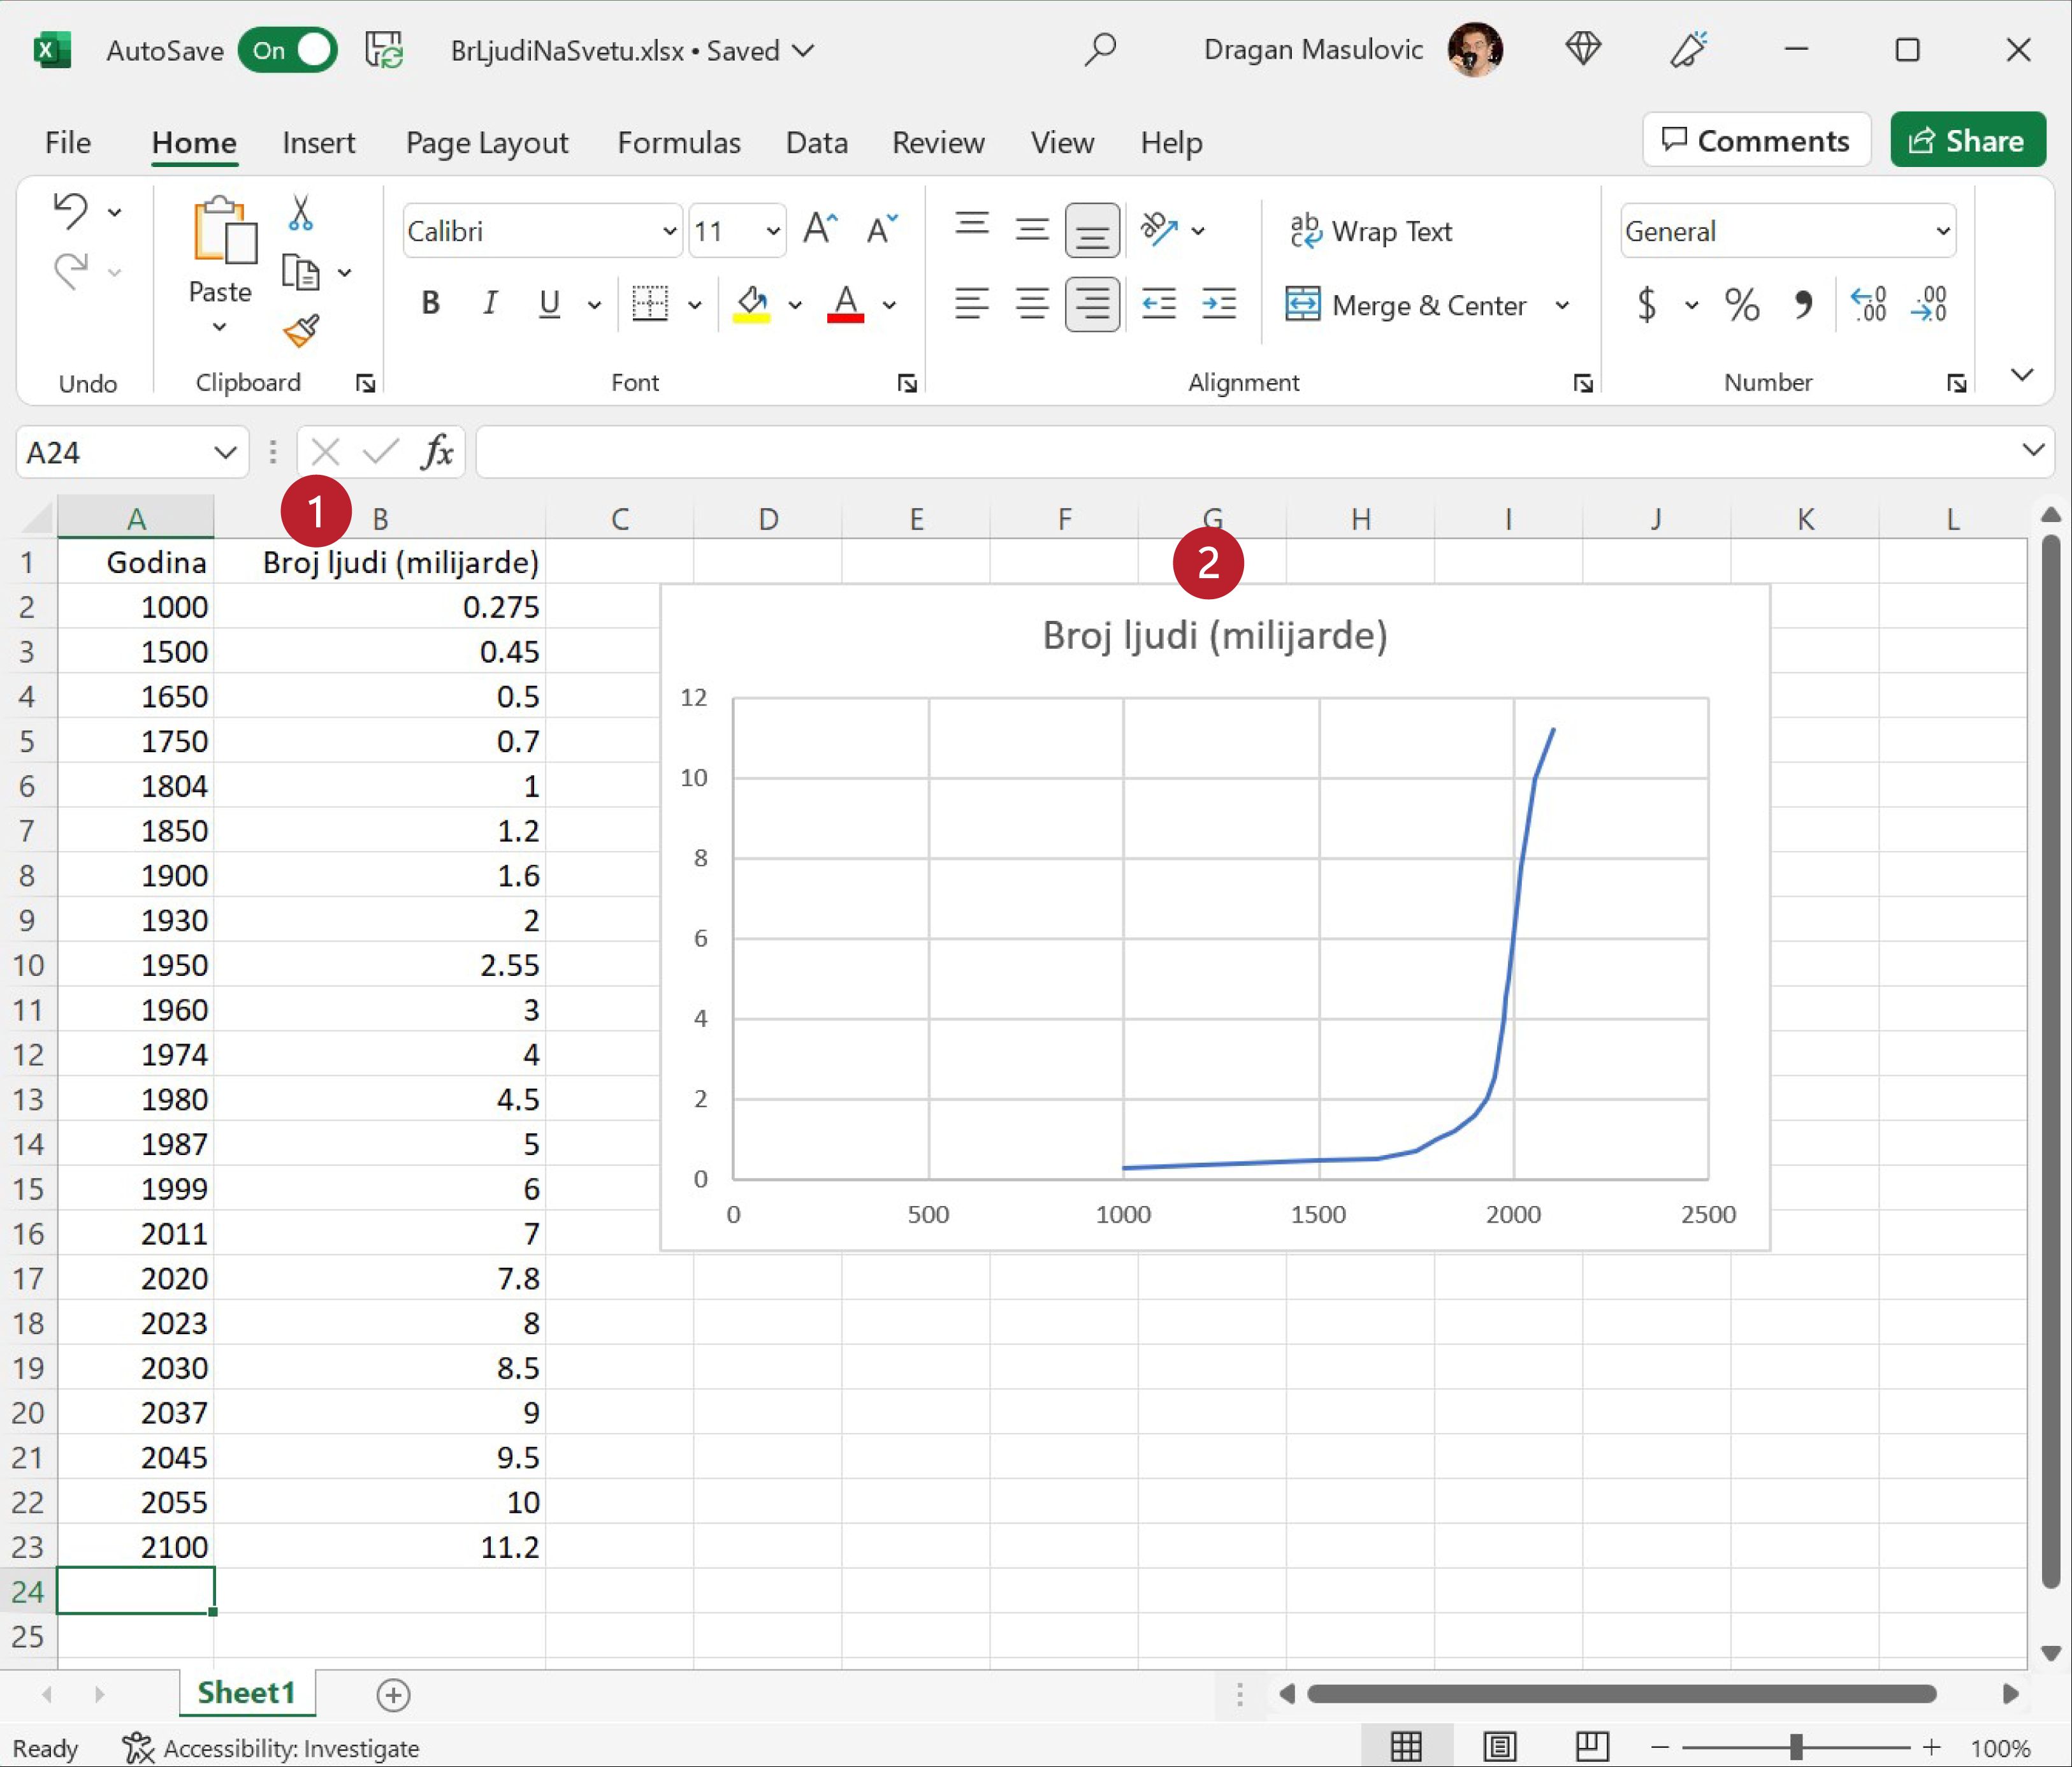 AutoSave On BrLjudiNaSvetu.xlsx • Saved Dragan Masulovic
File Home Insert Page Layout Formulas Data Review View Help Comments Share
Calibri 11 ab Wrap Text General
Paste B I U A Merge & Center $ % , .00 .00
Undo Clipboard Font Alignment Number
A24 fx
1
A B C D E F G H I J K L
2
1 Godina Broj ljudi (milijarde)
2 1000 0.275
3 1500 0.45
4 1650 0.5
5 1750 0.7
6 1804 1
7 1850 1.2
8 1900 1.6
9 1930 2
10 1950 2.55
11 1960 3
12 1974 4
13 1980 4.5
14 1987 5
15 1999 6
16 2011 7
17 2020 7.8
18 2023 8
19 2030 8.5
20 2037 9
21 2045 9.5
22 2055 10
23 2100 11.2
24
25
Broj ljudi (milijarde)
12
10
8
6
4
2
0
0 500 1000 1500 2000 2500
Sheet1
Ready Accessibility: Investigate 100%